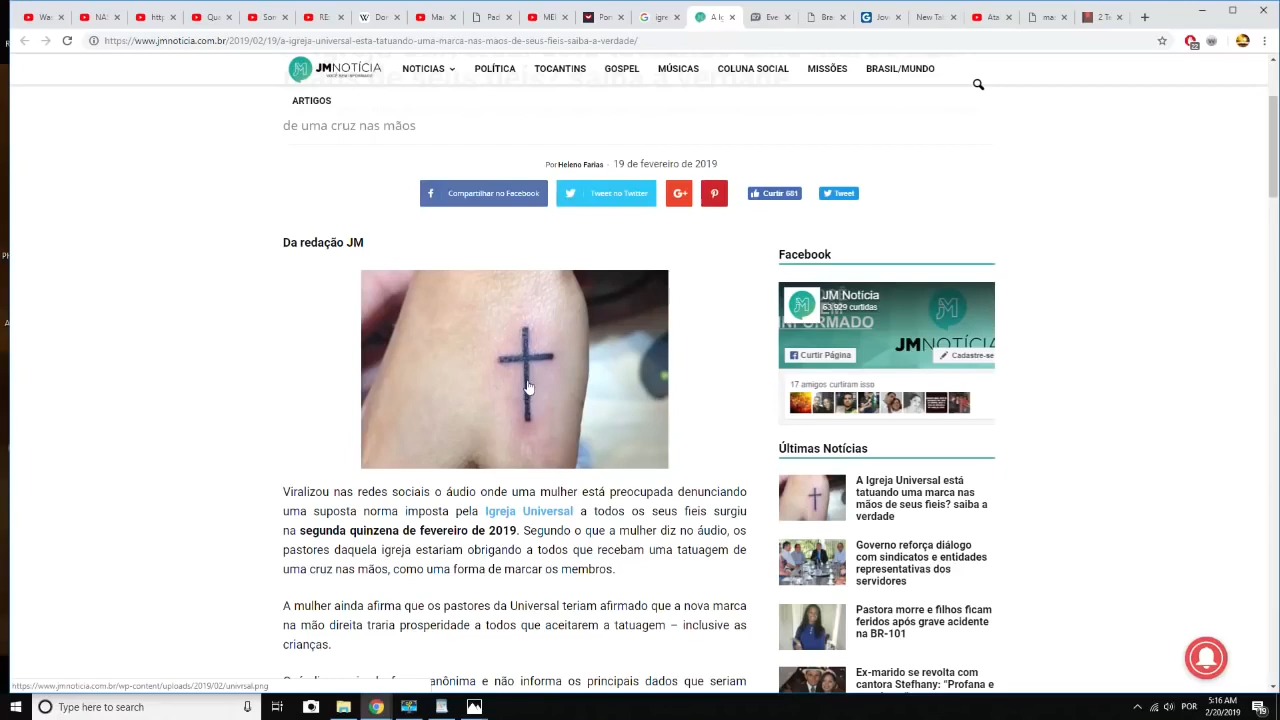 https://www.jmnoticia.com.br/2019/02/19/a-igreja-universal-esta-tatuando-uma-marca-nas-maos-de-seus-fieis-saiba-a-verdade/
JMNOTÍCIA
NOTICIAS
POLÍTICA
TOCANTINS
GOSPEL
MÚSICAS
COLUNA SOCIAL
MISSÕES
BRASIL/MUNDO
ARTIGOS
de uma cruz nas mãos
Por Heleno Farias - 19 de fevereiro de 2019
Compartilhar no Facebook
Tweet no Twitter
G+
Curtir 681
Tweet
Da redação JM
Viralizou nas redes sociais o áudio onde uma mulher está preocupada denunciando
uma suposta norma imposta pela Igreja Universal a todos os seus fieis surgiu
na segunda quinzena de fevereiro de 2019. Segundo o que a mulher diz no áudio, os
pastores daquela igreja estariam obrigando a todos que recebam uma tatuagem de
uma cruz nas mãos, como uma forma de marcar os membros.
A mulher ainda afirma que os pastores da Universal teriam afirmado que a nova marca
na mão direita traria prosperidade a todos que aceitarem a tatuagem – inclusive as
crianças.
anônima e não informa os principais dados que seriam
Facebook
JM Notícia
63,929 curtidas
INFORMADO
JMNOTÍCIA
Curtir Página
Cadastre-se
17 amigos curtiram isso
Últimas Notícias
A Igreja Universal está
tatuando uma marca nas
mãos de seus fieis? saiba a
verdade
Governo reforça diálogo
com sindicatos e entidades
representativas dos
servidores
Pastora morre e filhos ficam
feridos após grave acidente
na BR-101
Ex-marido se revolta com
cantora Stefhany: “Profana e
https://www.jmnoticia.com.br/wp-content/uploads/2019/02/univrsal.png
Type here to search
POR
5:16 AM
2/20/2019
19